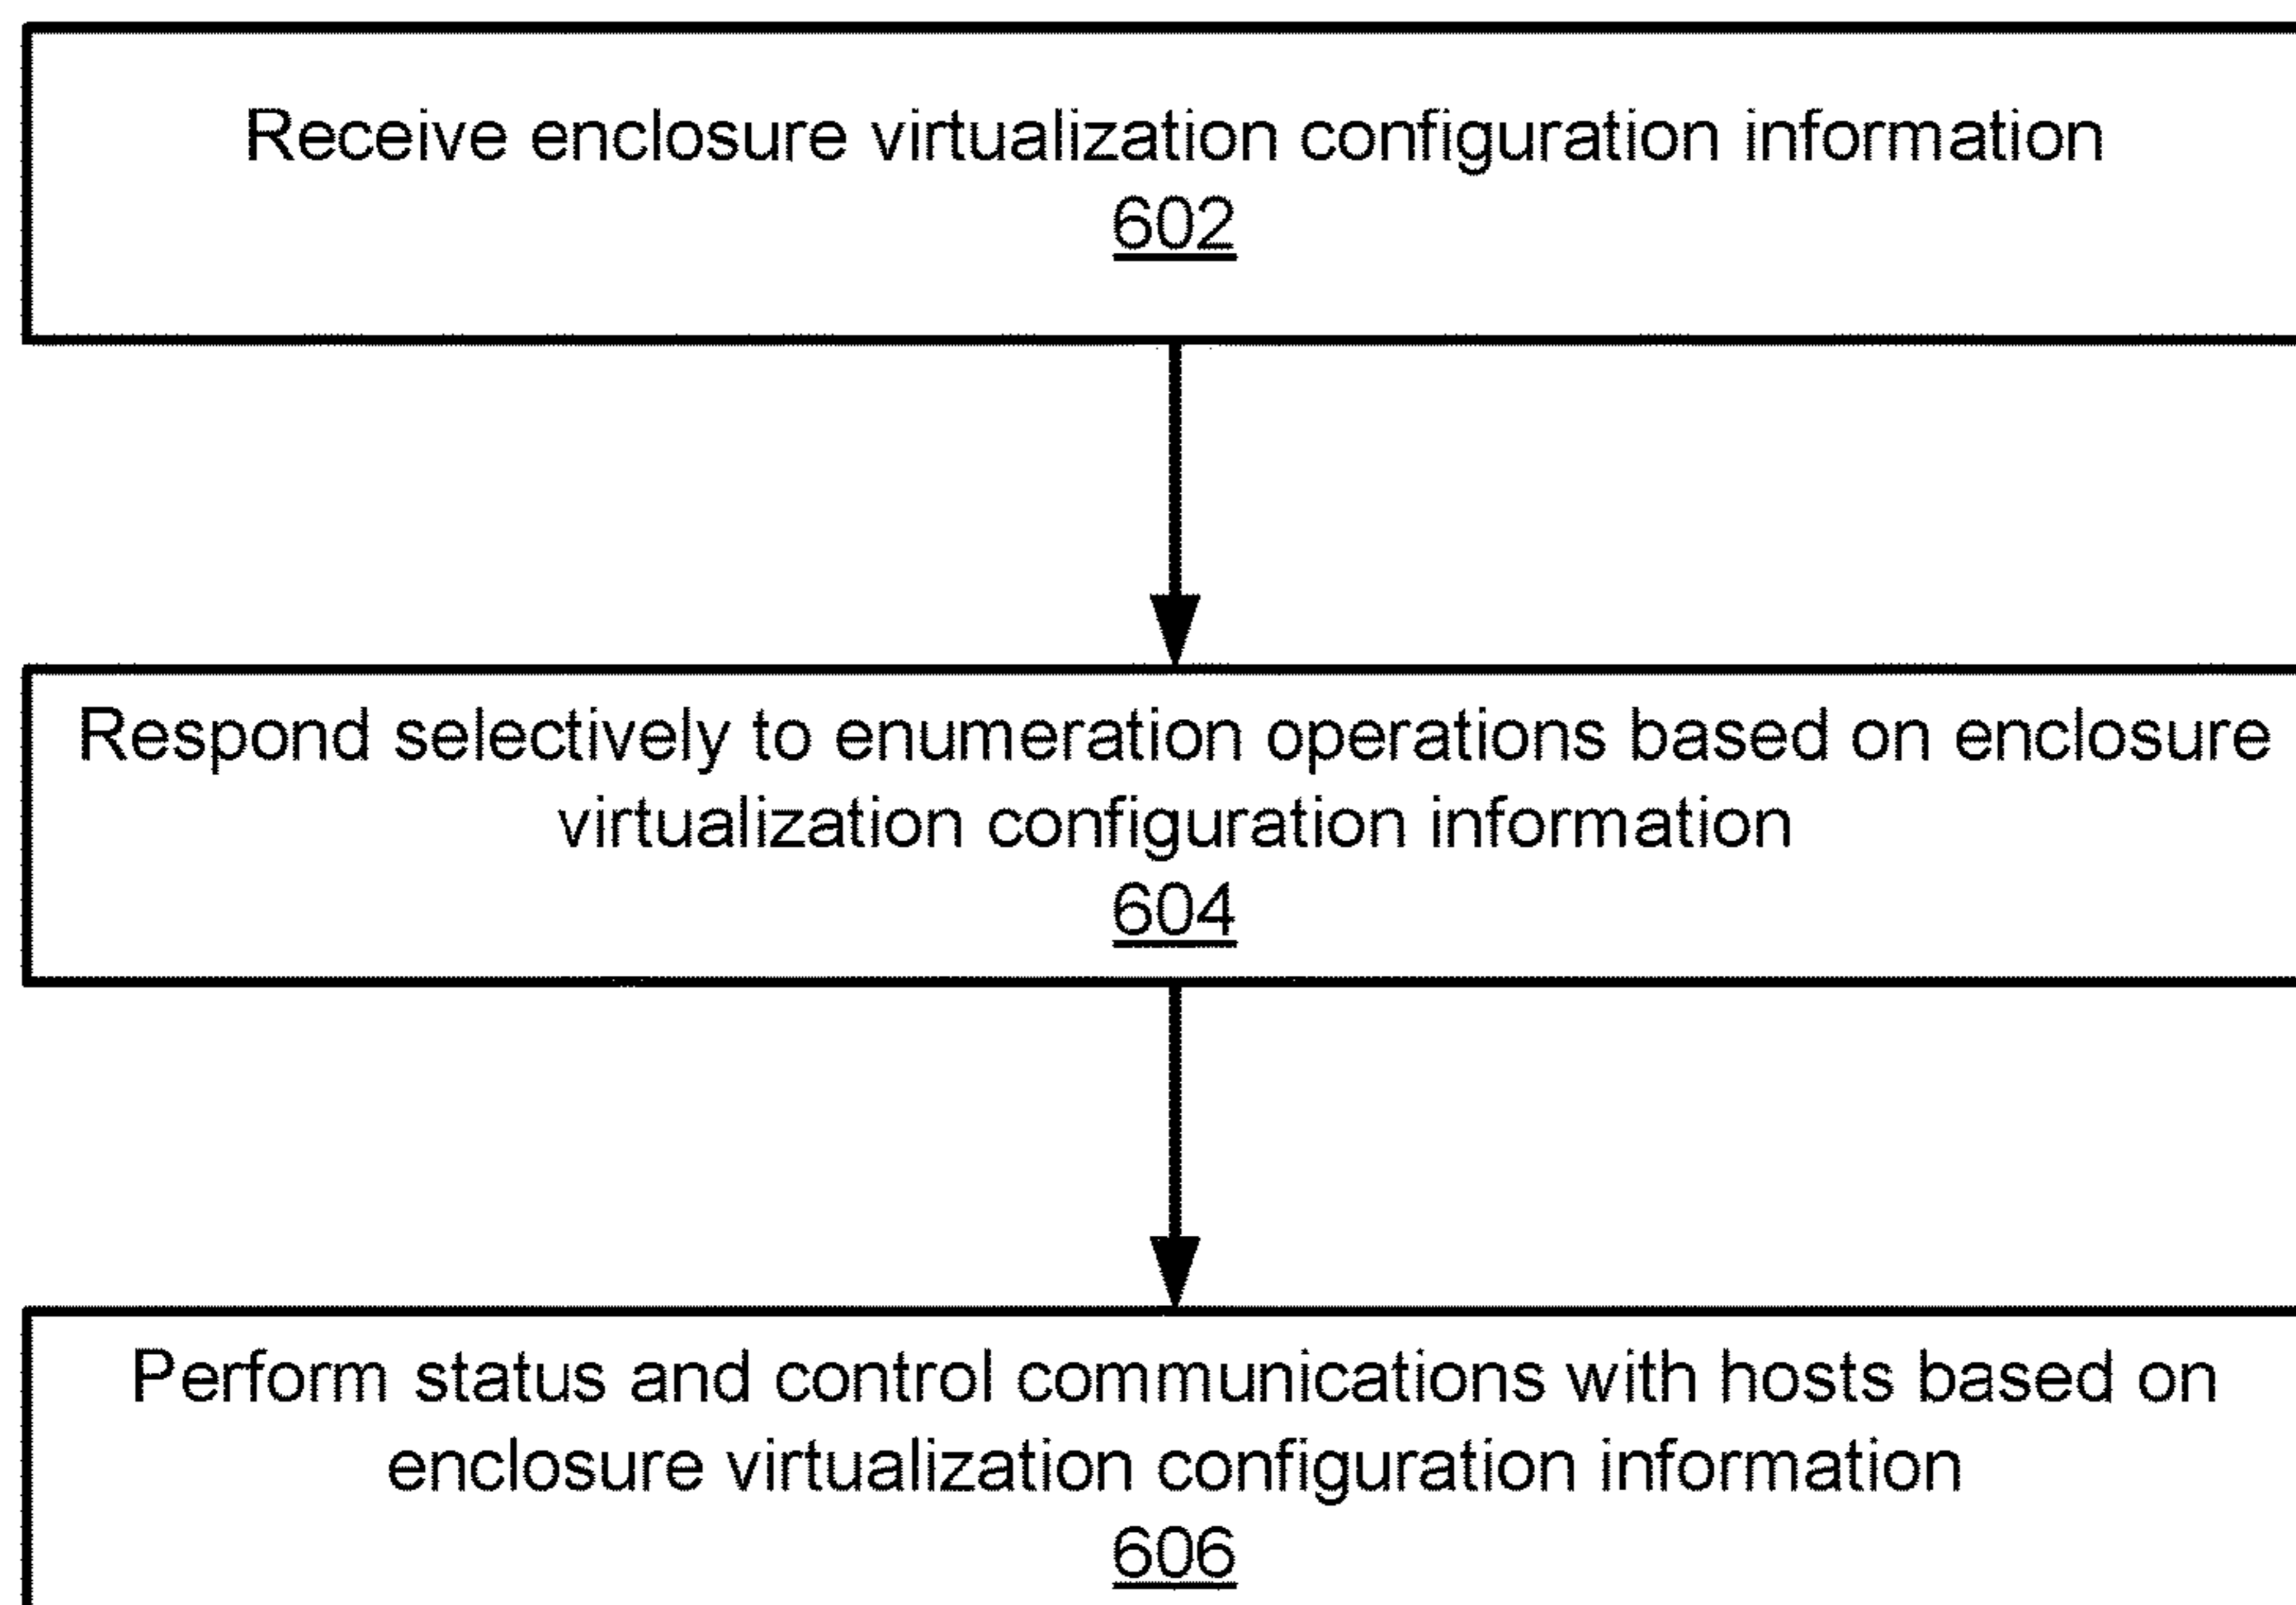 Receive enclosure virtualization configuration information
602
Respond selectively to enumeration operations based on enclosure
virtualization configuration information
604
Perform status and control communications with hosts based on
enclosure virtualization configuration information
606